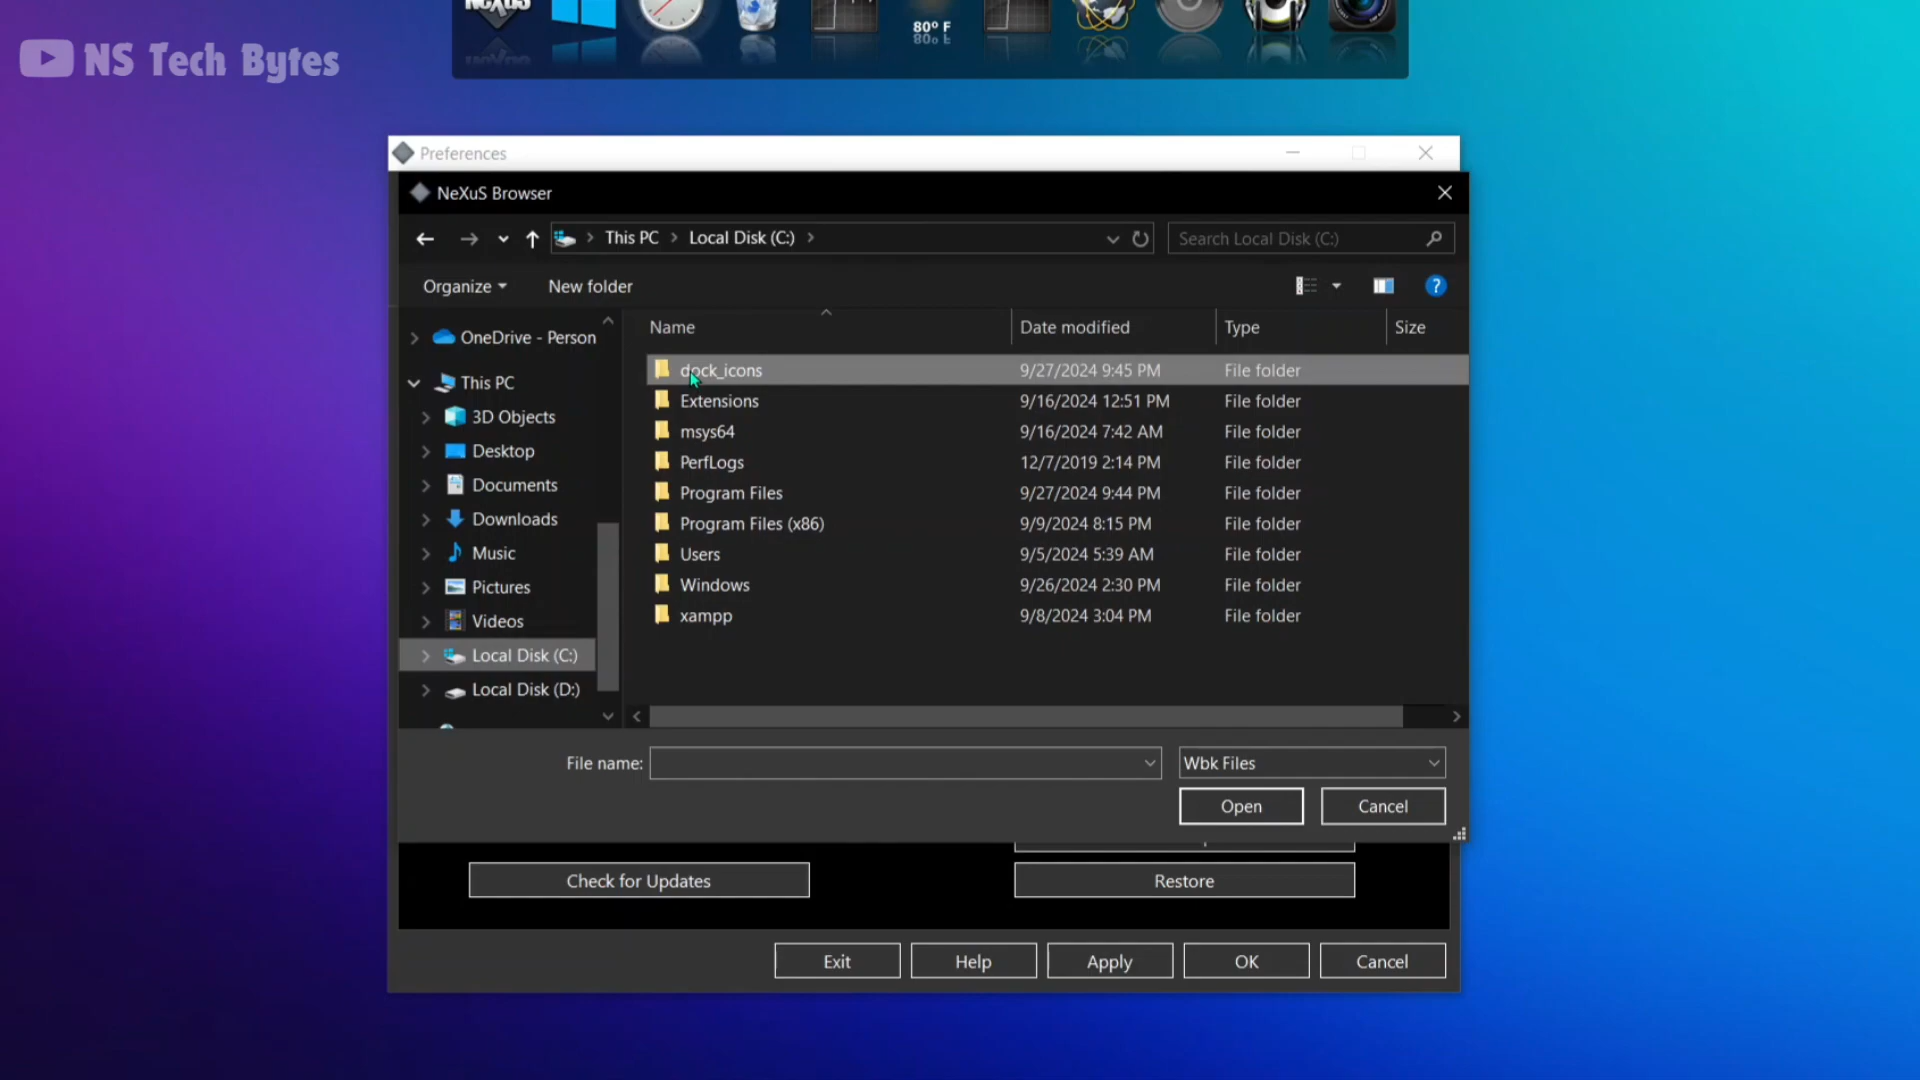 NeXuS
80° F
NS Tech Bytes
Preferences
NeXuS Browser
This PC
Local Disk (C:)
Search Local Disk (C:)
Organize
New folder
?
Name
Date modified
Type
Size
OneDrive - Person
This PC
3D Objects
Desktop
Documents
Downloads
Music
Pictures
Videos
Local Disk (C:)
Local Disk (D:)
dock_icons 9/27/2024 9:45 PM File folder
Extensions 9/16/2024 12:51 PM File folder
msys64 9/16/2024 7:42 AM File folder
PerfLogs 12/7/2019 2:14 PM File folder
Program Files 9/27/2024 9:44 PM File folder
Program Files (x86) 9/9/2024 8:15 PM File folder
Users 9/5/2024 5:39 AM File folder
Windows 9/26/2024 2:30 PM File folder
xampp 9/8/2024 3:04 PM File folder
File name:
Wbk Files
Open
Cancel
Check for Updates
Restore
Exit
Help
Apply
OK
Cancel